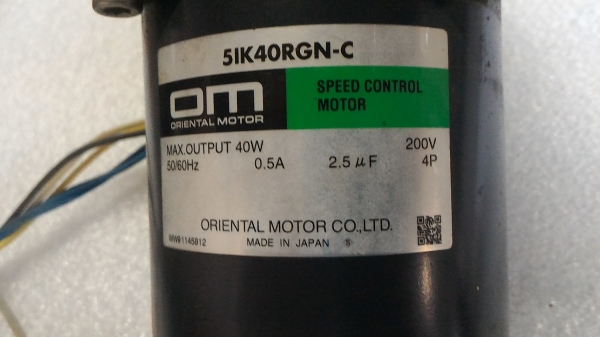 5IK40RGN-C
om
ORIENTAL MOTOR
SPEED CONTROL
MOTOR
MAX.OUTPUT 40W 200V
50/60Hz 0.5A 2.5μF 4P
ORIENTAL MOTOR CO.,LTD.
MADE IN JAPAN